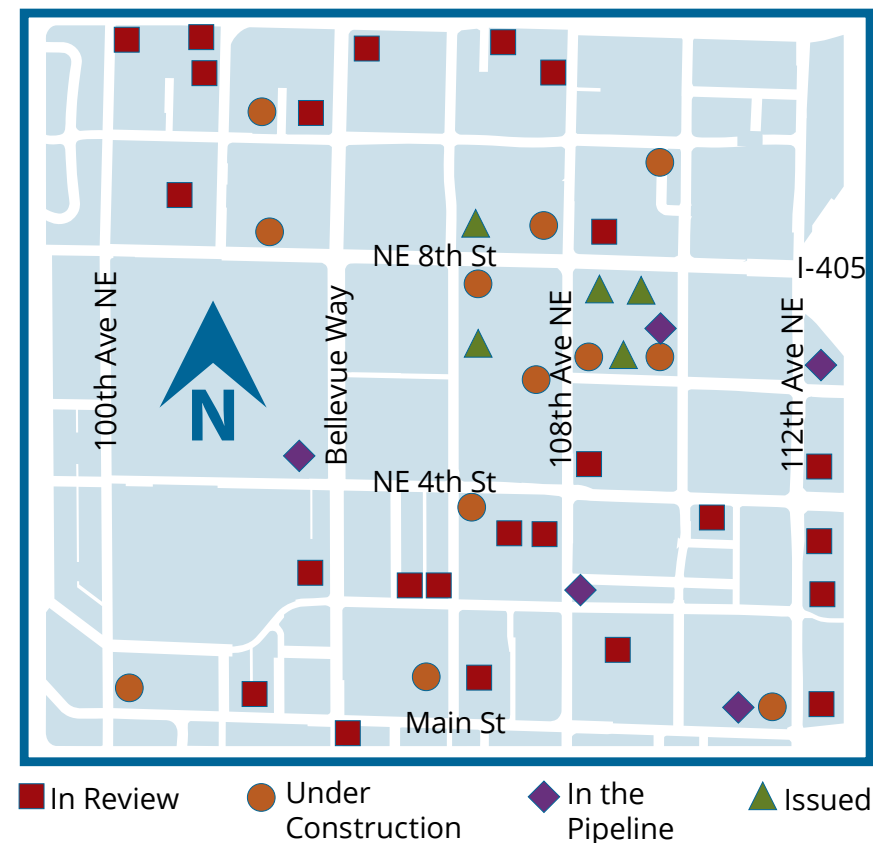 NE 8th St
I-405
100th Ave NE
Bellevue Way
108th Ave NE
112th Ave NE
N
NE 4th St
Main St
In Review
Under
Construction
In the
Pipeline
Issued